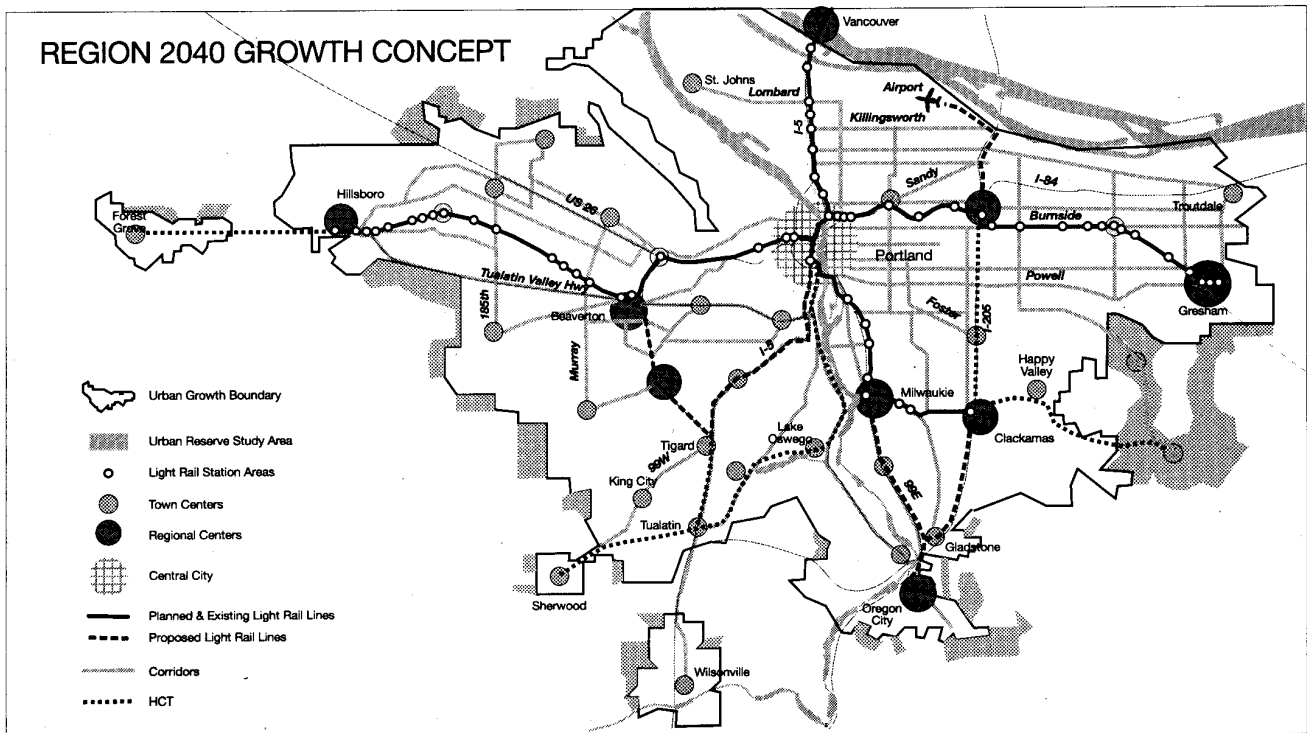 REGION 2040 GROWTH CONCEPT
Vancouver
St. Johns
Lombard
Airport
Killingsworth
I-5
Sandy
I-84
Hillsboro
US 26
Forest
Grove
Burnside
Troutdale
Portland
Tualatin Valley Hwy
Powell
185th
Beaverton
Foster
I-205
Gresham
I-5
Murray
Happy
Valley
Milwaukie
Urban Growth Boundary
Clackamas
Lake
Oswego
Urban Reserve Study Area
Tigard
99W
Light Rail Station Areas
King City
99E
Town Centers
Tualatin
Regional Centers
Gladstone
Central City
Sherwood
Oregon
City
Planned & Existing Light Rail Lines
Proposed Light Rail Lines
Corridors
Wilsonville
HCT